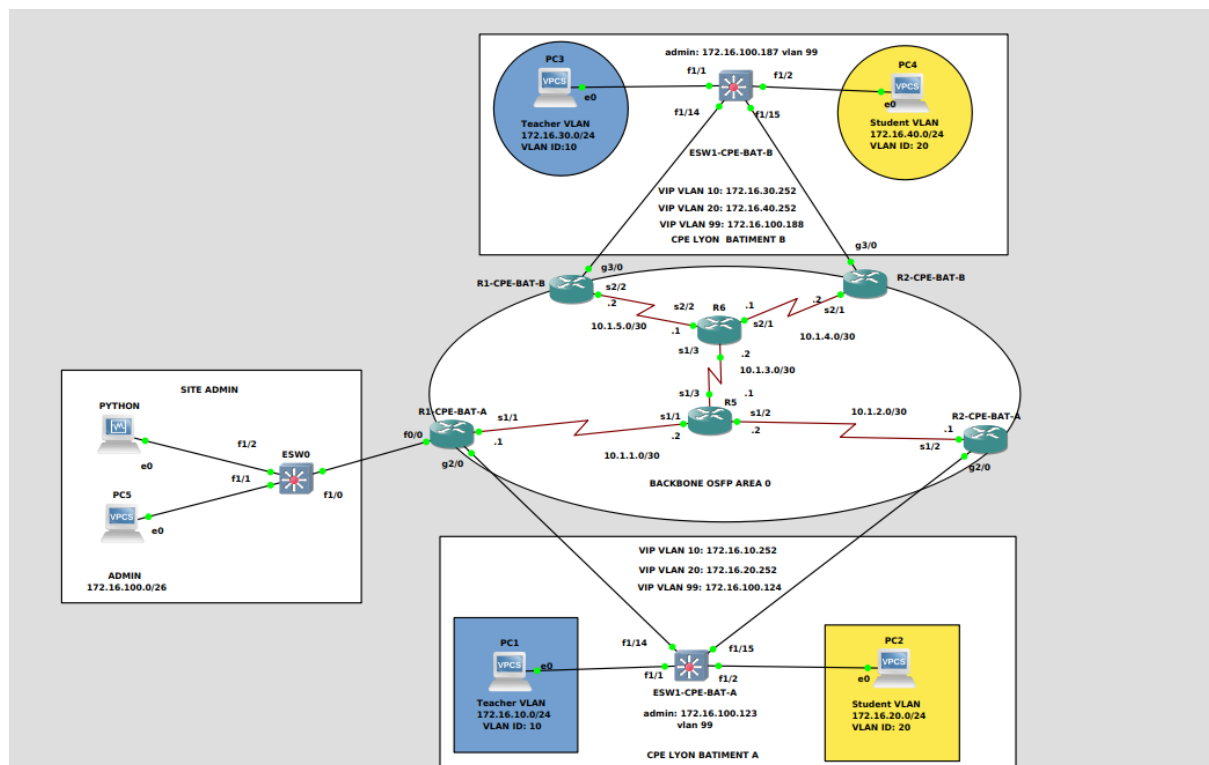 admin: 172.16.100.187 vlan 99
PC3
VPCS
e0
f1/1
f1/2
PC4
VPCS
e0
Teacher VLAN
172.16.30.0/24
VLAN ID:10
f1/14
f1/15
Student VLAN
172.16.40.0/24
VLAN ID: 20
ESW1-CPE-BAT-B
VIP VLAN 10: 172.16.30.252
VIP VLAN 20: 172.16.40.252
VIP VLAN 99: 172.16.100.188
CPE LYON BATIMENT B
g3/0
g3/0
R1-CPE-BAT-B
R2-CPE-BAT-B
s2/2
.2
s2/2
.1
10.1.5.0/30
R6
.1
s2/1
.2
s2/1
10.1.4.0/30
s1/3
.2
10.1.3.0/30
s1/3
.1
R5
SITE ADMIN
PYTHON
e0
f1/2
ESW0
f1/1
f1/0
PC5
VPCS
e0
ADMIN
172.16.100.0/26
R1-CPE-BAT-A
f0/0
s1/1
.1
g2/0
s1/1
.2
10.1.1.0/30
s1/2
.2
10.1.2.0/30
R2-CPE-BAT-A
.1
s1/2
g2/0
BACKBONE OSFP AREA 0
VIP VLAN 10: 172.16.10.252
VIP VLAN 20: 172.16.20.252
VIP VLAN 99: 172.16.100.124
PC1
VPCS
e0
Teacher VLAN
172.16.10.0/24
VLAN ID: 10
f1/14
f1/15
f1/1
f1/2
ESW1-CPE-BAT-A
admin: 172.16.100.123
vlan 99
PC2
VPCS
e0
Student VLAN
172.16.20.0/24
VLAN ID: 20
CPE LYON BATIMENT A